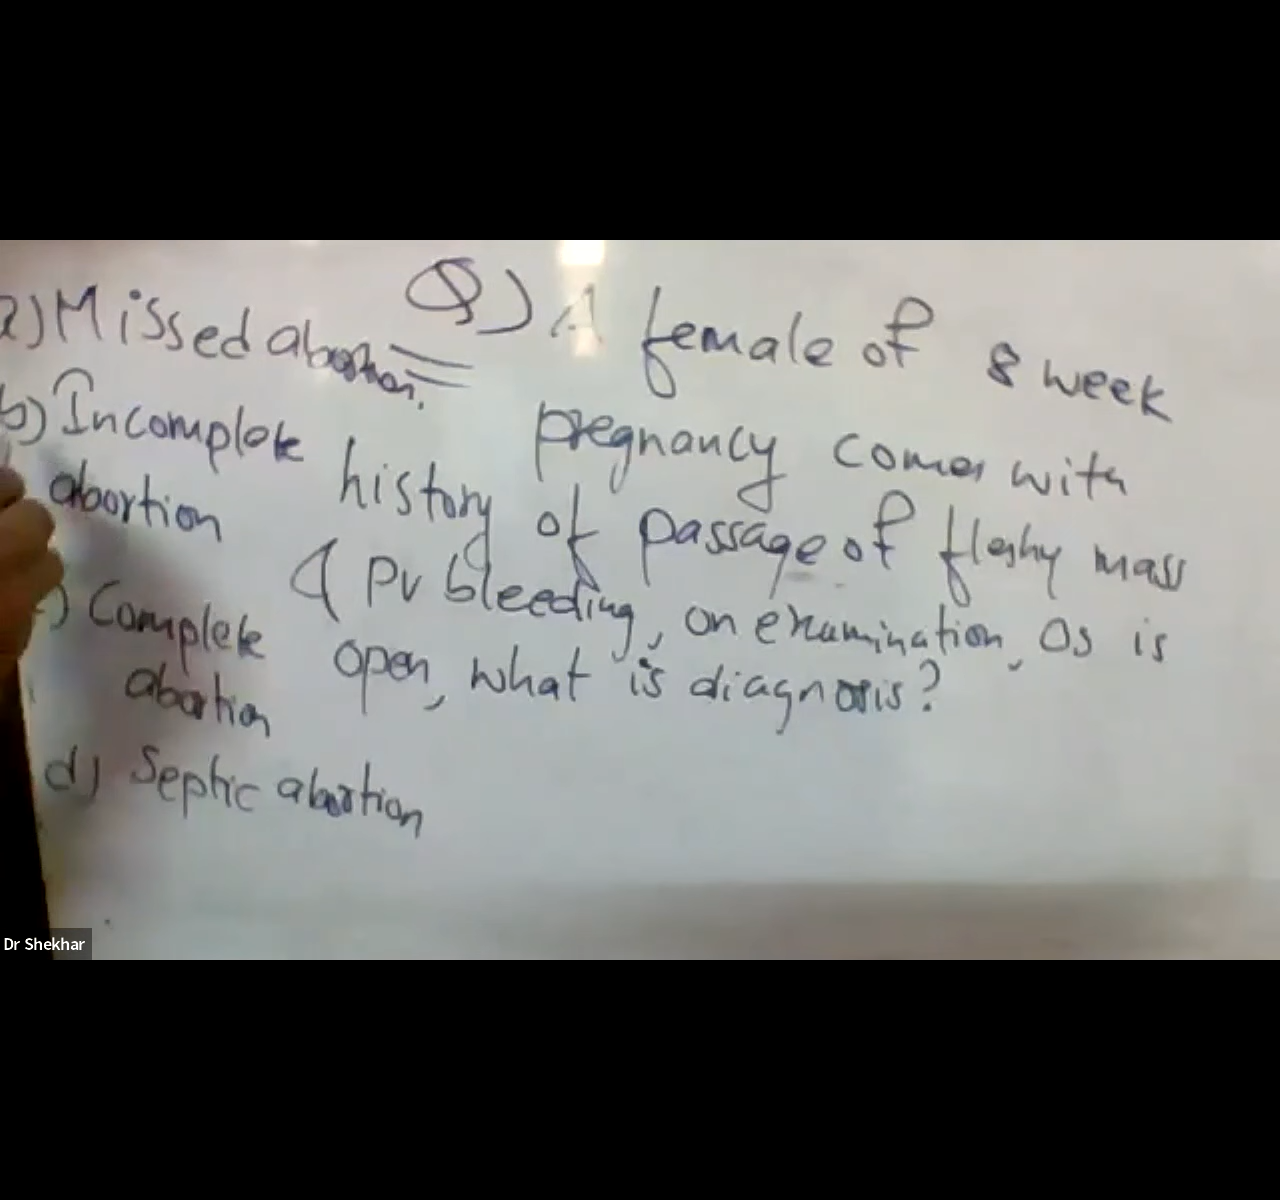 Q) A female of 8 week
pregnancy comes with
history of passage of fleshy mass
& PV bleeding, on examination, Os is
open, what is diagnosis?
a) Missed abortion.
b) Incomplete
abortion
) Complete
abortion
d) Septic abortion
Dr Shekhar